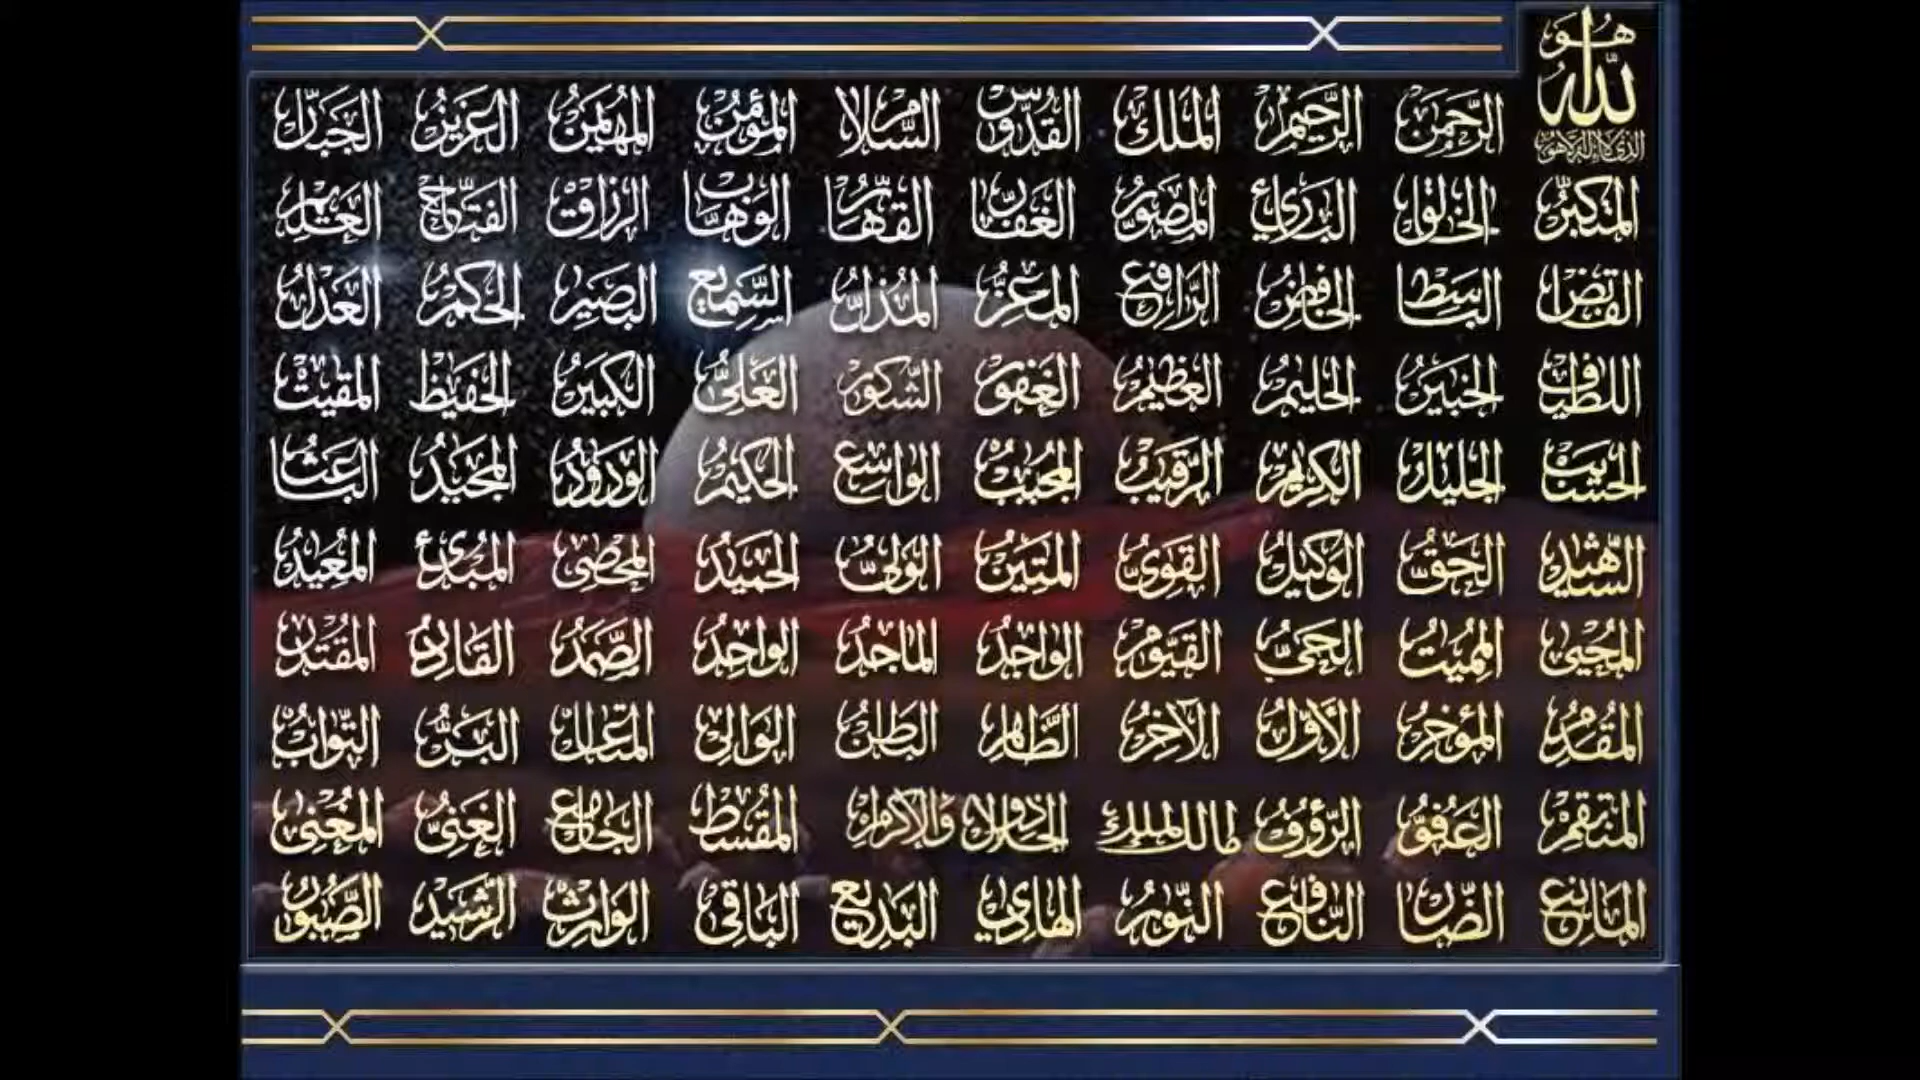 هو
الله
الذي لا إله إلا هو
الرحمن الرحيم الملك القدوس السلام المؤمن المهيمن العزيز الجبار
المتكبر الخالق البارئ المصور الغفار القهار الوهاب الرزاق الفتاح العليم
القابض الباسط الخافض الرافع المعز المذل السميع البصير الحكم العدل
اللطيف الخبير الحليم العظيم الغفور الشكور العلي الكبير الحفيظ المقيت
الحسيب الجليل الكريم الرقيب المجيب الواسع الحكيم الودود المجيد الباعث
الشهيد الحق الوكيل القوي المتين الولي الحميد المحصي المبدئ المعيد
المحيي المميت الحي القيوم الواجد الماجد الواحد الصمد القادر المقتدر
المقدم المؤخر الأول الآخر الظاهر الباطن الوالي المتعال البر التواب
المنتقم العفو الرؤوف مالك الملك ذو الجلال والإكرام المقسط الجامع الغني المغني
المانع الضار النافع النور الهادي البديع الباقي الوارث الرشيد الصبور